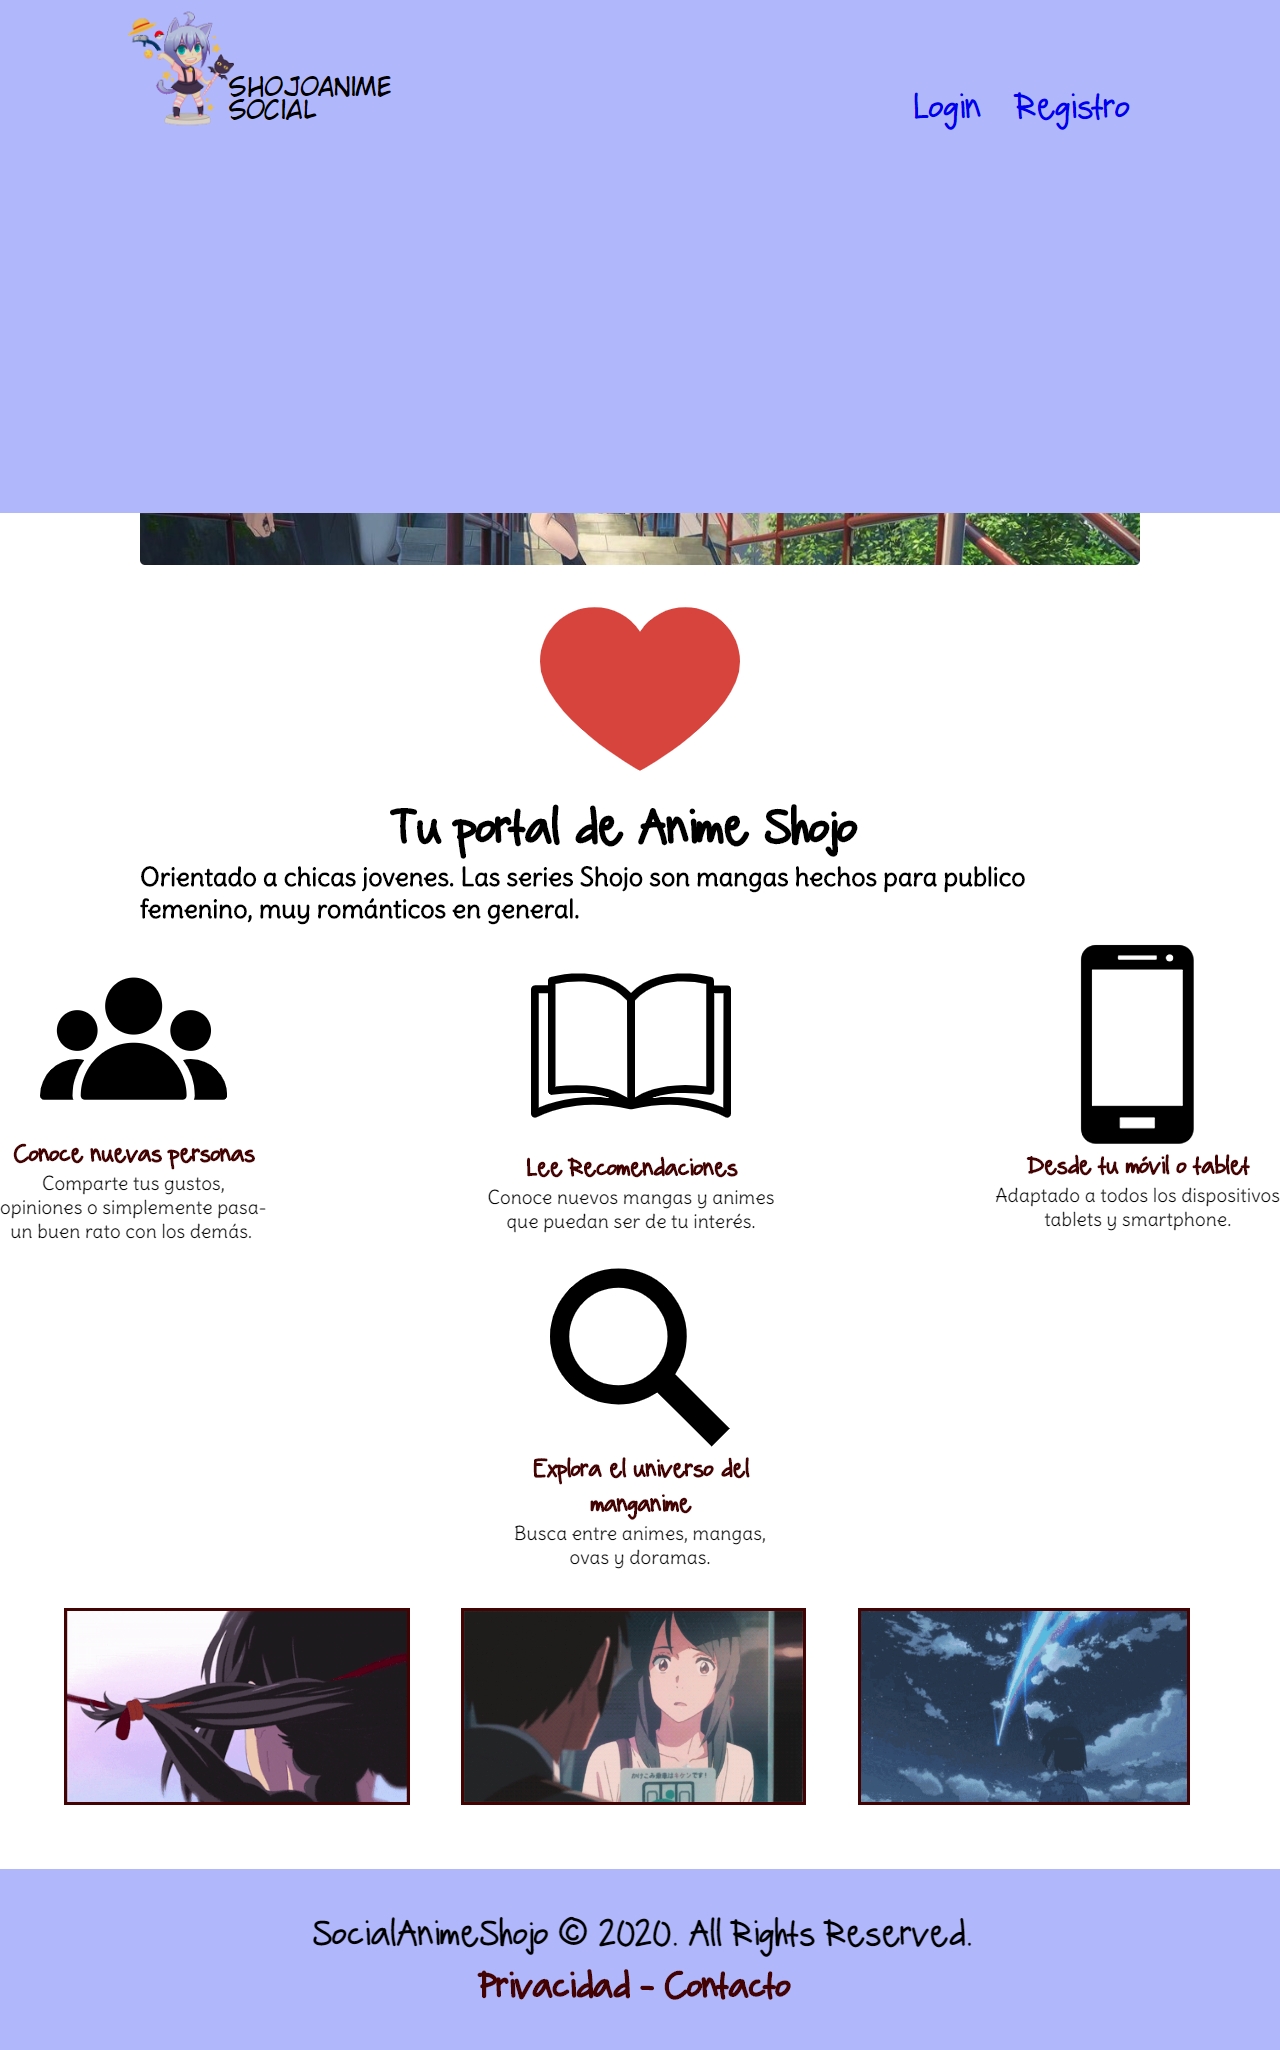 SHOJOANIME
SOCIAL
Login Registro
Tu portal de Anime Shojo
Orientado a chicas jovenes. Las series Shojo son mangas hechos para publico
femenino, muy románticos en general.
Conoce nuevas personas
Comparte tus gustos,
opiniones o simplemente pasa-
un buen rato con los demás.
Lee Recomendaciones
Conoce nuevos mangas y animes
que puedan ser de tu interés.
Desde tu móvil o tablet
Adaptado a todos los dispositivos
tablets y smartphone.
Explora el universo del
manganime
Busca entre animes, mangas,
ovas y doramas.
SocialAnimeShojo © 2020. All Rights Reserved.
Privacidad - Contacto